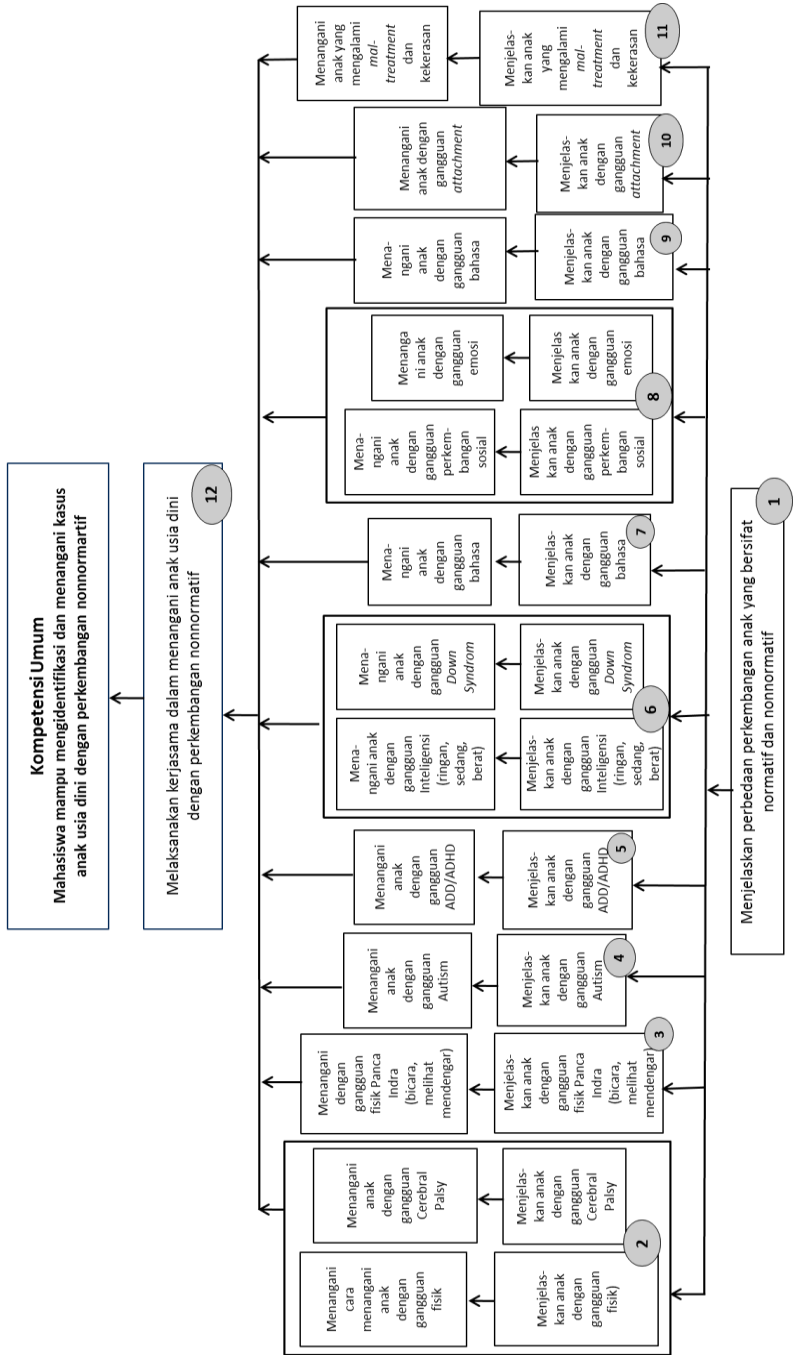 Kompetensi Umum
Mahasiswa mampu mengidentifikasi dan menangani kasus
anak usia dini dengan perkembangan nonnormartif
Melaksanakan kerjasama dalam menangani anak usia dini
dengan perkembangan nonnormatif
12
Menangani
cara
menangani
anak
dengan
gangguan
fisik
Menangani
anak
dengan
gangguan
Cerebral
Palsy
Menangani
dengan
gangguan
fisik Panca
Indra
(bicara,
melihat
mendengar)
Menangani
anak
dengan
gangguan
Autism
Menangani
anak
dengan
gangguan
ADD/ADHD
Mena-
ngani anak
dengan
gangguan
Inteligensi
(ringan,
sedang,
berat)
Mena-
ngani
anak
dengan
gangguan
Down
Syndrom
Mena-
ngani
anak
dengan
gangguan
bahasa
Mena-
ngani
anak
dengan
gangguan
perkem-
bangan
sosial
Menanga
ni anak
dengan
gangguan
emosi
Mena-
ngani
anak
dengan
gangguan
bahasa
Menangani
anak dengan
gangguan
attachment
Menangani
anak yang
mengalami
mal-
treatment
dan
kekerasan
Menjelas-
kan anak
dengan
gangguan
fisik)
2
Menjelas-
kan anak
dengan
gangguan
Cerebral
Palsy
Menjelas-
kan anak
dengan
gangguan
fisik Panca
Indra
(bicara,
melihat
mendengar)
3
Menjelas-
kan anak
dengan
gangguan
Autism
4
Menjelas-
kan anak
dengan
gangguan
ADD/ADHD
5
Menjelas-
kan anak
dengan
gangguan
Inteligensi
(ringan,
sedang,
berat)
6
Menjelas-
kan anak
dengan
gangguan
Down
Syndrom
Menjelas-
kan anak
dengan
gangguan
bahasa
7
Menjelas
kan anak
dengan
gangguan
perkem-
bangan
sosial
8
Menjelas
kan anak
dengan
gangguan
emosi
Menjelas-
kan anak
dengan
gangguan
bahasa
9
Menjelas-
kan anak
dengan
gangguan
attachment
10
Menjelas-
kan anak
yang
mengalami
mal-
treatment
dan
kekerasan
11
Menjelaskan perbedaan perkembangan anak yang bersifat
normatif dan nonnormatif
1